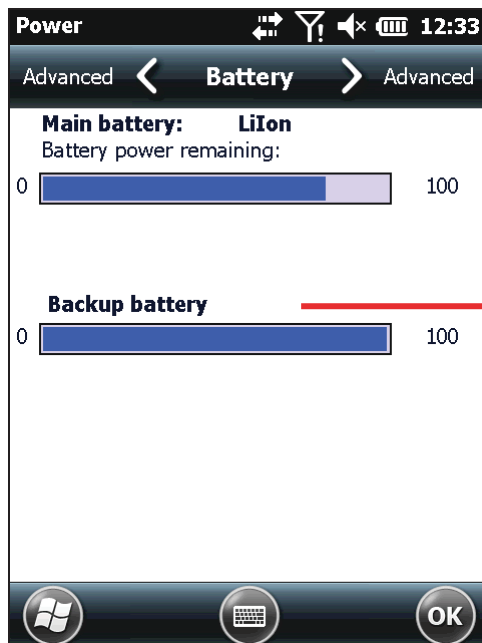 Power 12:33
Advanced Battery Advanced
Main battery: LiIon
Battery power remaining:
0 100
Backup battery
0 100
OK